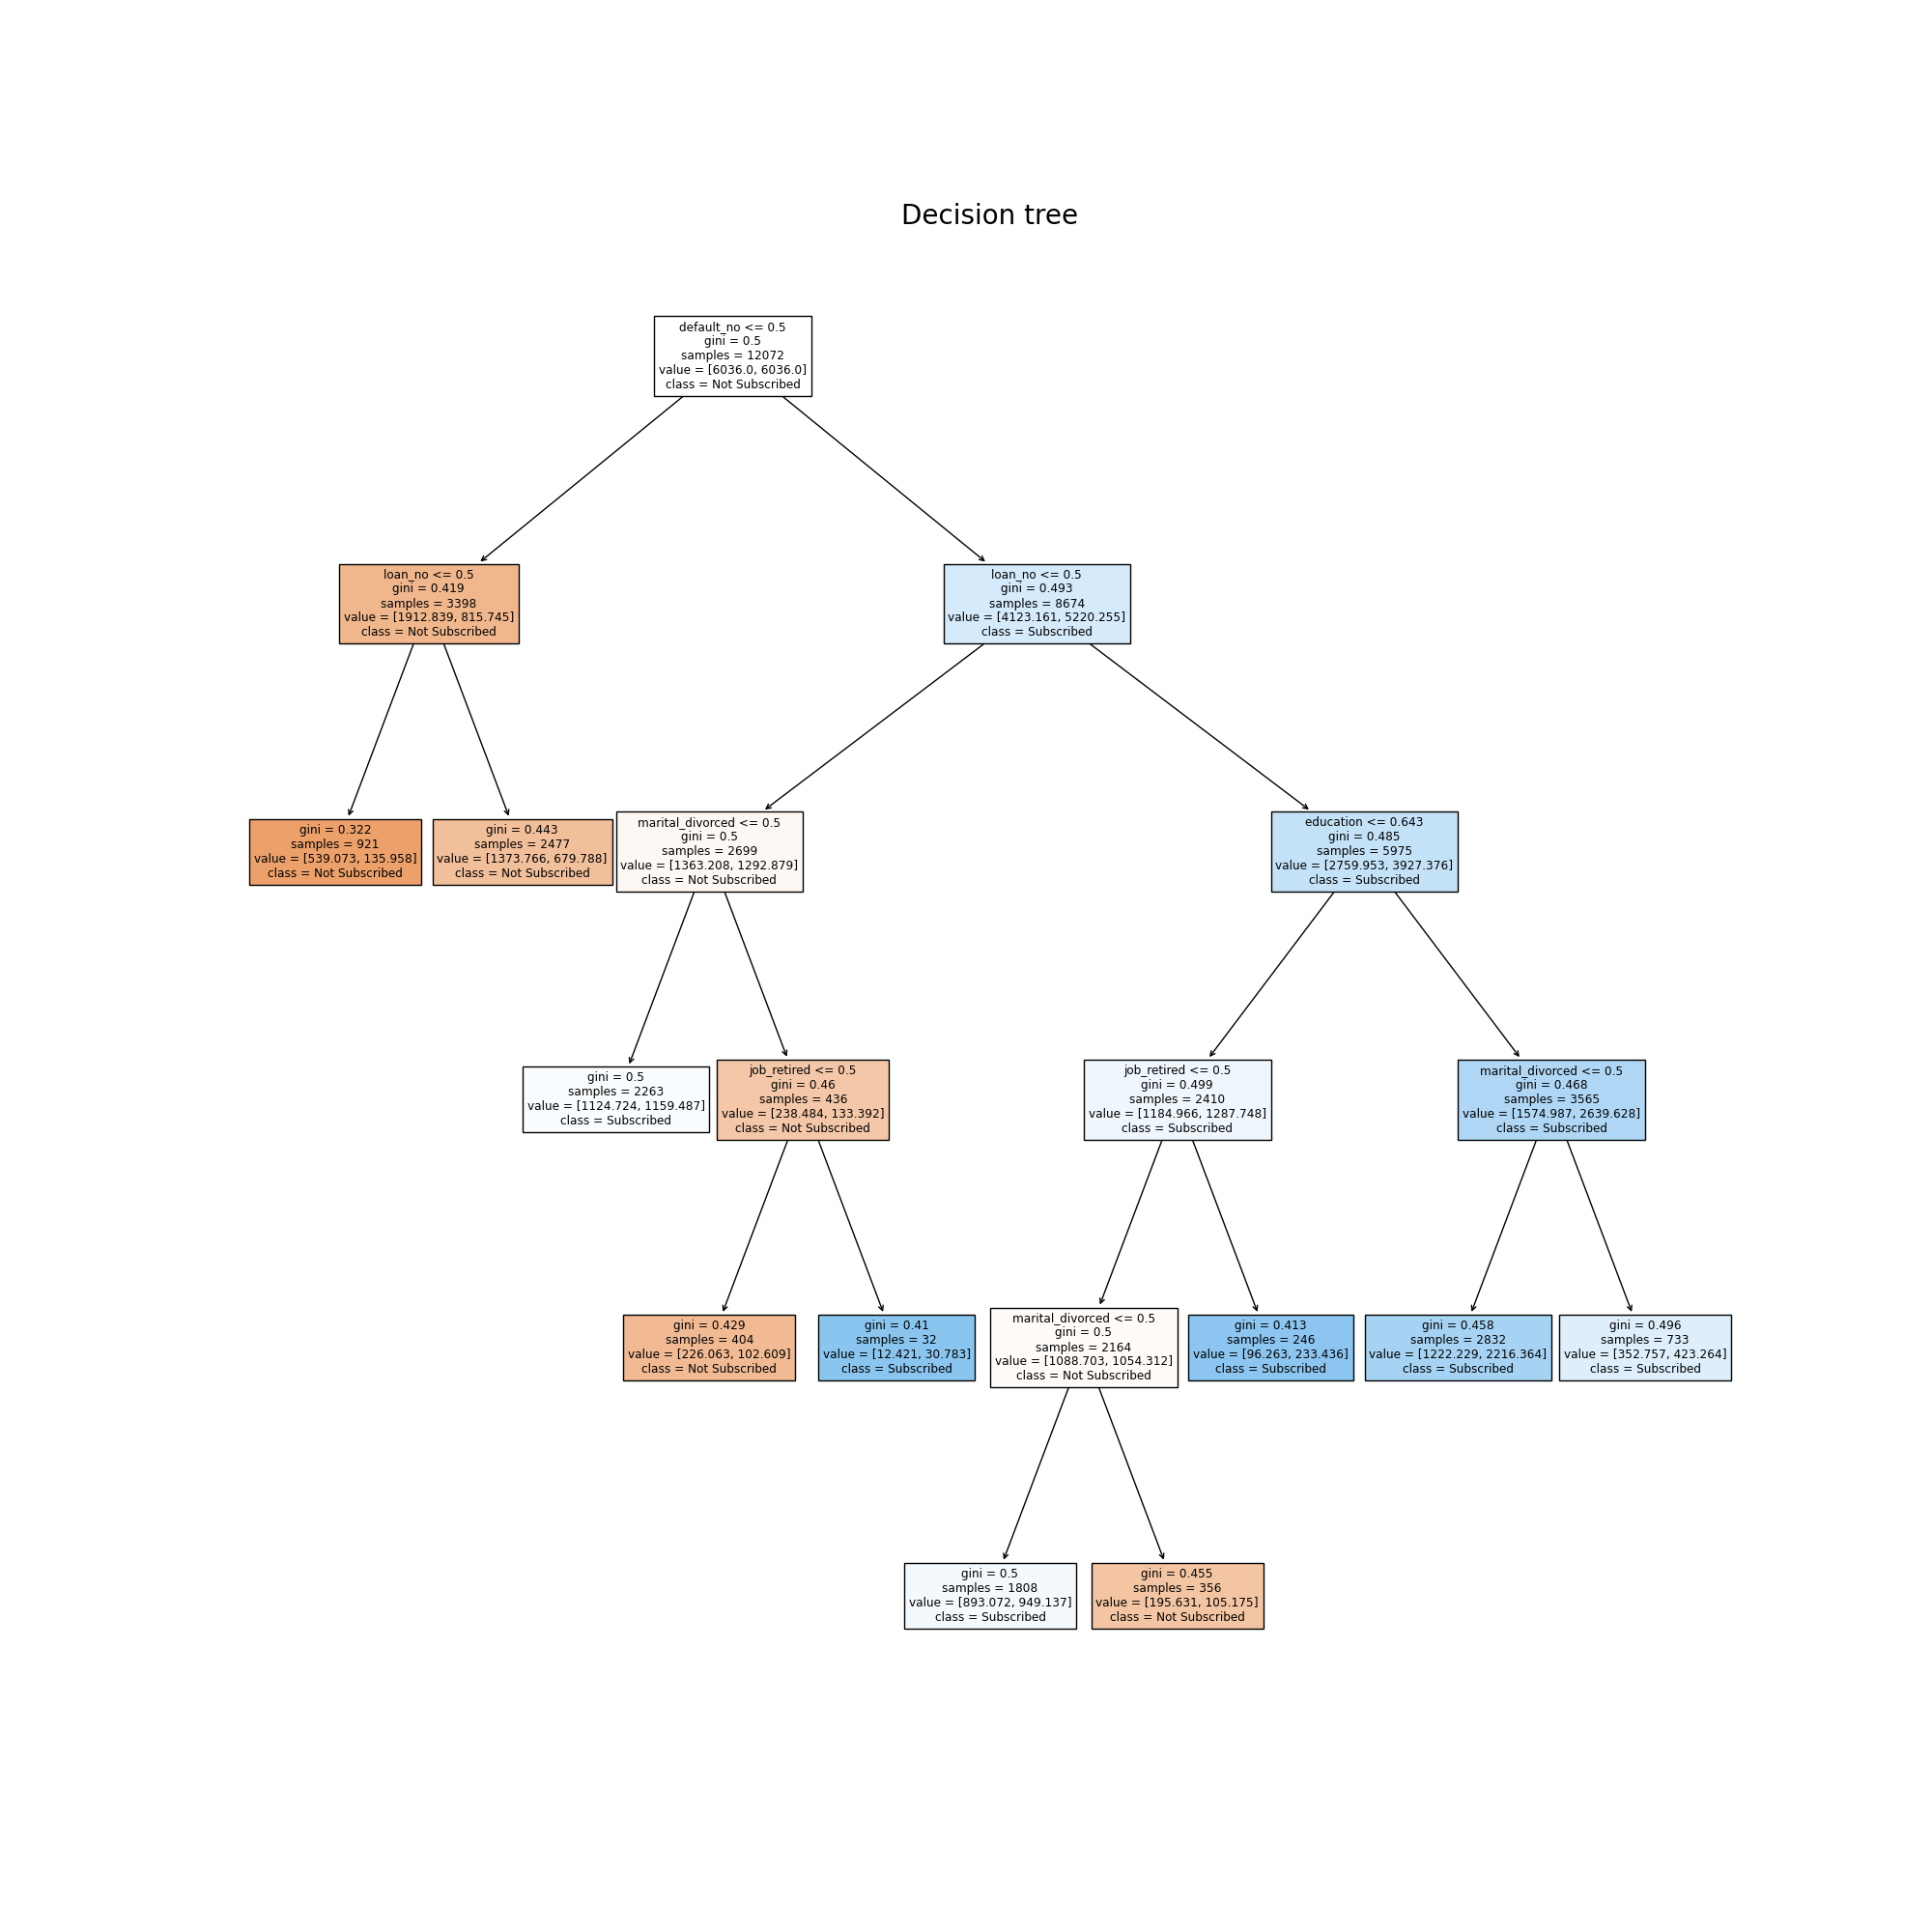 Decision tree
default_no <= 0.5
gini = 0.5
samples = 12072
value = [6036.0, 6036.0]
class = Not Subscribed
loan_no <= 0.5
gini = 0.419
samples = 3398
value = [1912.839, 815.745]
class = Not Subscribed
loan_no <= 0.5
gini = 0.493
samples = 8674
value = [4123.161, 5220.255]
class = Subscribed
gini = 0.322
samples = 921
value = [539.073, 135.958]
class = Not Subscribed
gini = 0.443
samples = 2477
value = [1373.766, 679.788]
class = Not Subscribed
marital_divorced <= 0.5
gini = 0.5
samples = 2699
value = [1363.208, 1292.879]
class = Not Subscribed
education <= 0.643
gini = 0.485
samples = 5975
value = [2759.953, 3927.376]
class = Subscribed
gini = 0.5
samples = 2263
value = [1124.724, 1159.487]
class = Subscribed
job_retired <= 0.5
gini = 0.46
samples = 436
value = [238.484, 133.392]
class = Not Subscribed
job_retired <= 0.5
gini = 0.499
samples = 2410
value = [1184.966, 1287.748]
class = Subscribed
marital_divorced <= 0.5
gini = 0.468
samples = 3565
value = [1574.987, 2639.628]
class = Subscribed
gini = 0.429
samples = 404
value = [226.063, 102.609]
class = Not Subscribed
gini = 0.41
samples = 32
value = [12.421, 30.783]
class = Subscribed
marital_divorced <= 0.5
gini = 0.5
samples = 2164
value = [1088.703, 1054.312]
class = Not Subscribed
gini = 0.413
samples = 246
value = [96.263, 233.436]
class = Subscribed
gini = 0.458
samples = 2832
value = [1222.229, 2216.364]
class = Subscribed
gini = 0.496
samples = 733
value = [352.757, 423.264]
class = Subscribed
gini = 0.5
samples = 1808
value = [893.072, 949.137]
class = Subscribed
gini = 0.455
samples = 356
value = [195.631, 105.175]
class = Not Subscribed